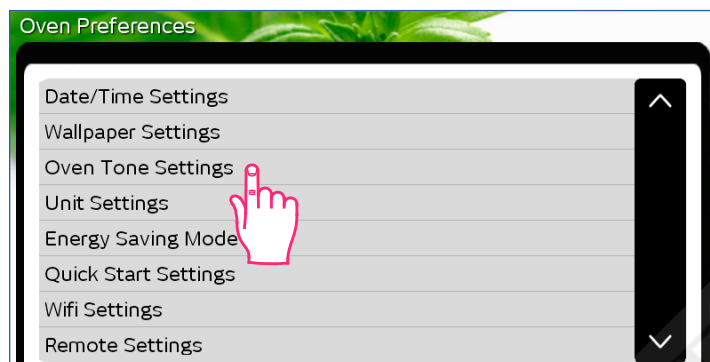 Oven Preferences
Date/Time Settings
Wallpaper Settings
Oven Tone Settings
Unit Settings
Energy Saving Mode
Quick Start Settings
Wifi Settings
Remote Settings